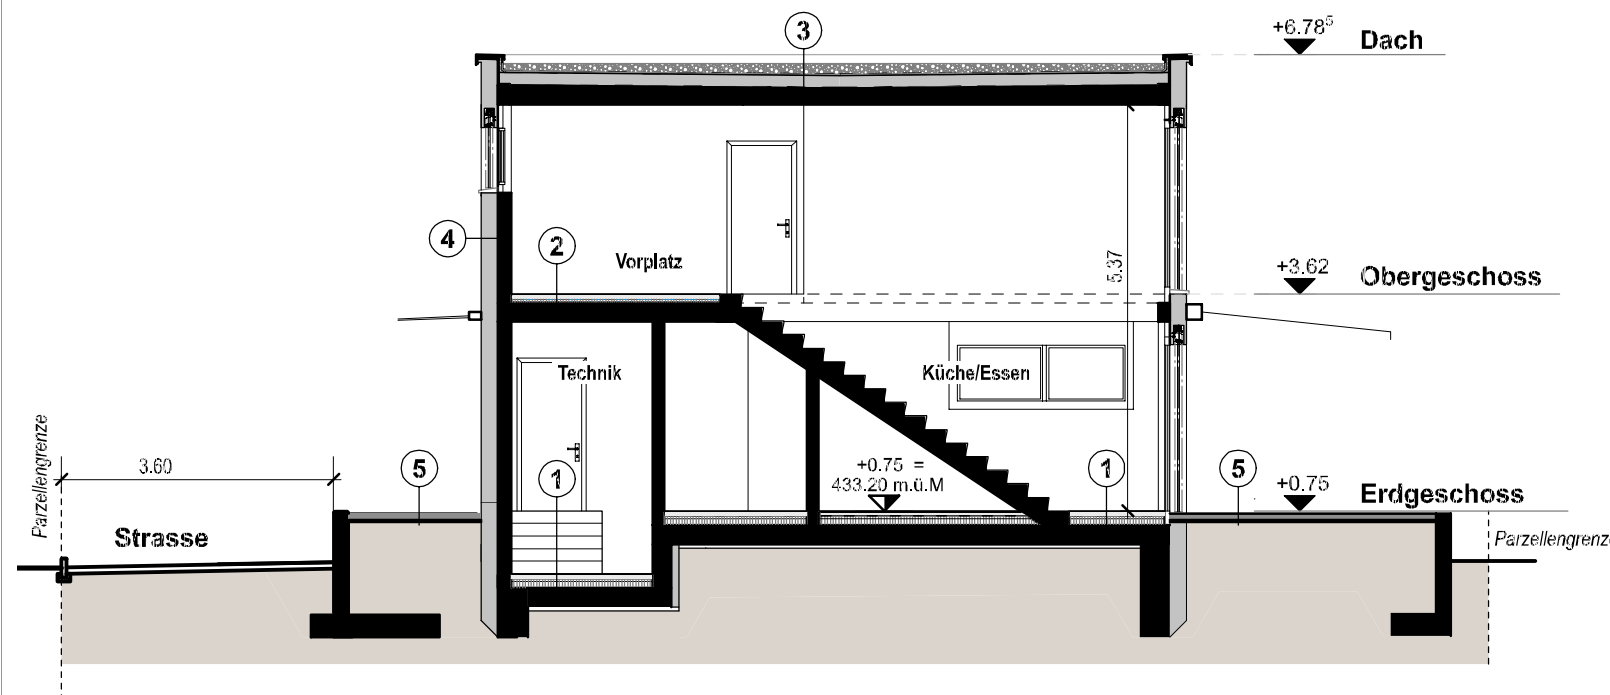 3
+6.78⁵
Dach
4
2
Vorplatz
5.37
+3.62
Obergeschoss
Technik
Küche/Essen
Parzellengrenze
3.60
5
1
+0.75 =
433.20 m.ü.M
1
5
+0.75
Erdgeschoss
Strasse
Parzellengrenze